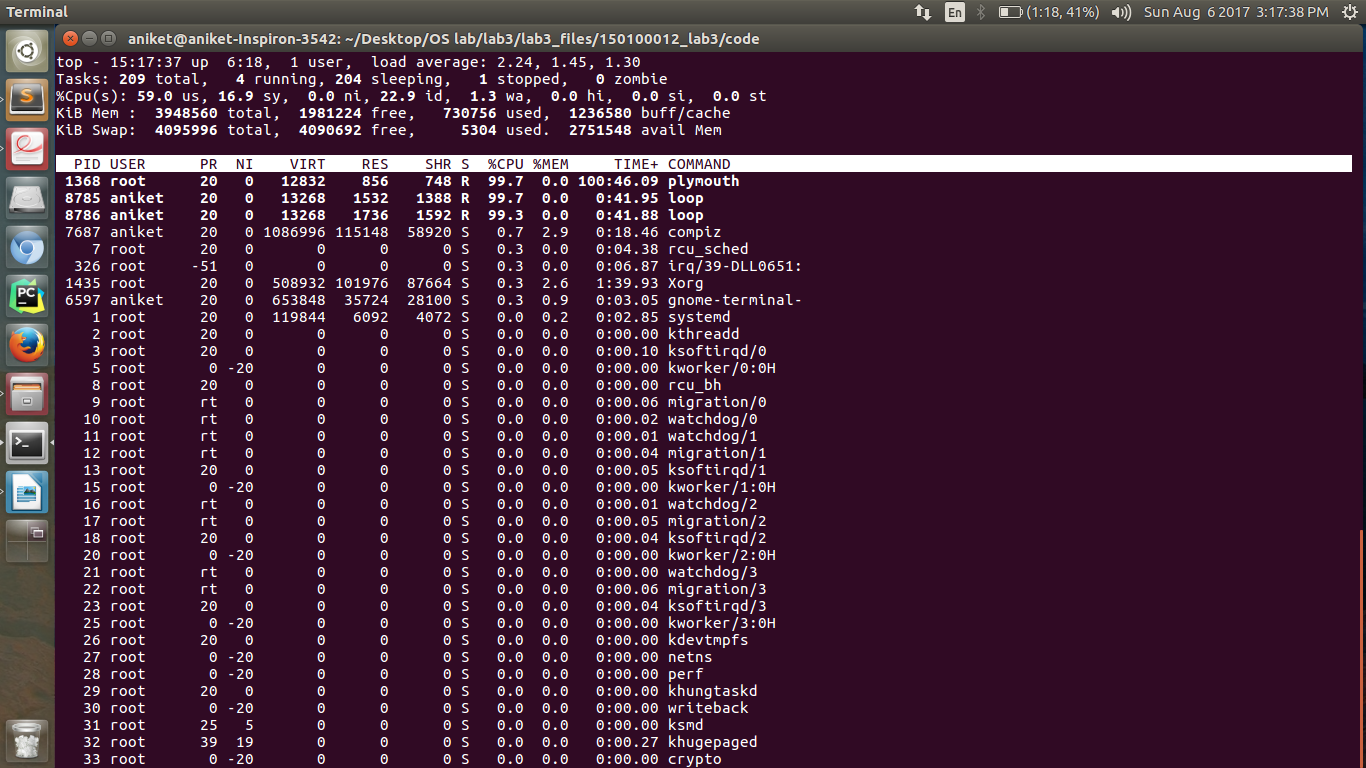 Terminal En (1:18, 41%) Sun Aug 6 2017 3:17:38 PM
aniket@aniket-Inspiron-3542: ~/Desktop/OS lab/lab3/lab3_files/150100012_lab3/code
top - 15:17:37 up 6:18, 1 user, load average: 2.24, 1.45, 1.30
Tasks: 209 total, 4 running, 204 sleeping, 1 stopped, 0 zombie
%Cpu(s): 59.0 us, 16.9 sy, 0.0 ni, 22.9 id, 1.3 wa, 0.0 hi, 0.0 si, 0.0 st
KiB Mem : 3948560 total, 1981224 free, 730756 used, 1236580 buff/cache
KiB Swap: 4095996 total, 4090692 free, 5304 used. 2751548 avail Mem
PID USER PR NI VIRT RES SHR S %CPU %MEM TIME+ COMMAND
1368 root 20 0 12832 856 748 R 99.7 0.0 100:46.09 plymouth
8785 aniket 20 0 13268 1532 1388 R 99.7 0.0 0:41.95 loop
8786 aniket 20 0 13268 1736 1592 R 99.3 0.0 0:41.88 loop
7687 aniket 20 0 1086996 115148 58920 S 0.7 2.9 0:18.46 compiz
7 root 20 0 0 0 0 S 0.3 0.0 0:04.38 rcu_sched
326 root -51 0 0 0 0 S 0.3 0.0 0:06.87 irq/39-DLL0651:
1435 root 20 0 508932 101976 87664 S 0.3 2.6 1:39.93 Xorg
6597 aniket 20 0 653848 35724 28100 S 0.3 0.9 0:03.05 gnome-terminal-
1 root 20 0 119844 6092 4072 S 0.0 0.2 0:02.85 systemd
2 root 20 0 0 0 0 S 0.0 0.0 0:00.00 kthreadd
3 root 20 0 0 0 0 S 0.0 0.0 0:00.10 ksoftirqd/0
5 root 0 -20 0 0 0 S 0.0 0.0 0:00.00 kworker/0:0H
8 root 20 0 0 0 0 S 0.0 0.0 0:00.00 rcu_bh
9 root rt 0 0 0 0 S 0.0 0.0 0:00.06 migration/0
10 root rt 0 0 0 0 S 0.0 0.0 0:00.02 watchdog/0
11 root rt 0 0 0 0 S 0.0 0.0 0:00.01 watchdog/1
12 root rt 0 0 0 0 S 0.0 0.0 0:00.04 migration/1
13 root 20 0 0 0 0 S 0.0 0.0 0:00.05 ksoftirqd/1
15 root 0 -20 0 0 0 S 0.0 0.0 0:00.00 kworker/1:0H
16 root rt 0 0 0 0 S 0.0 0.0 0:00.01 watchdog/2
17 root rt 0 0 0 0 S 0.0 0.0 0:00.05 migration/2
18 root 20 0 0 0 0 S 0.0 0.0 0:00.04 ksoftirqd/2
20 root 0 -20 0 0 0 S 0.0 0.0 0:00.00 kworker/2:0H
21 root rt 0 0 0 0 S 0.0 0.0 0:00.00 watchdog/3
22 root rt 0 0 0 0 S 0.0 0.0 0:00.06 migration/3
23 root 20 0 0 0 0 S 0.0 0.0 0:00.04 ksoftirqd/3
25 root 0 -20 0 0 0 S 0.0 0.0 0:00.00 kworker/3:0H
26 root 20 0 0 0 0 S 0.0 0.0 0:00.00 kdevtmpfs
27 root 0 -20 0 0 0 S 0.0 0.0 0:00.00 netns
28 root 0 -20 0 0 0 S 0.0 0.0 0:00.00 perf
29 root 20 0 0 0 0 S 0.0 0.0 0:00.00 khungtaskd
30 root 0 -20 0 0 0 S 0.0 0.0 0:00.00 writeback
31 root 25 5 0 0 0 S 0.0 0.0 0:00.00 ksmd
32 root 39 19 0 0 0 S 0.0 0.0 0:00.27 khugepaged
33 root 0 -20 0 0 0 S 0.0 0.0 0:00.00 crypto